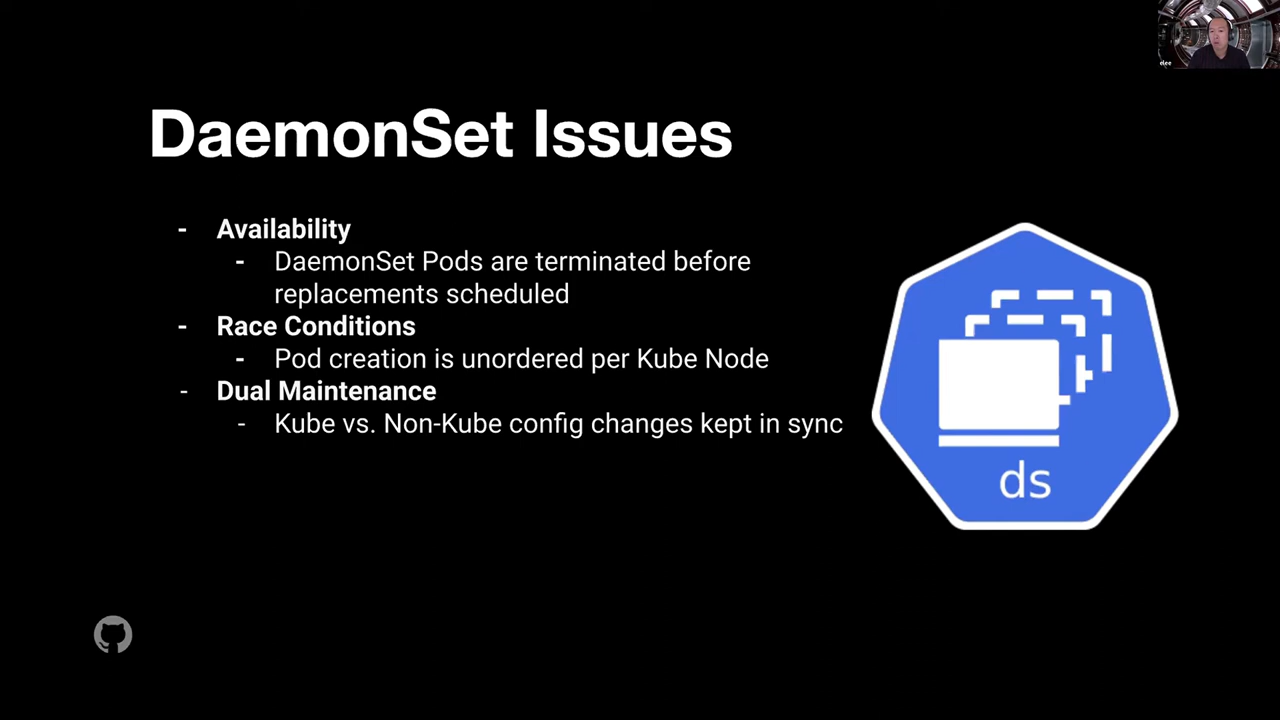 DaemonSet Issues
- Availability
- DaemonSet Pods are terminated before
replacements scheduled
- Race Conditions
- Pod creation is unordered per Kube Node
- Dual Maintenance
- Kube vs. Non-Kube config changes kept in sync
ds
elee